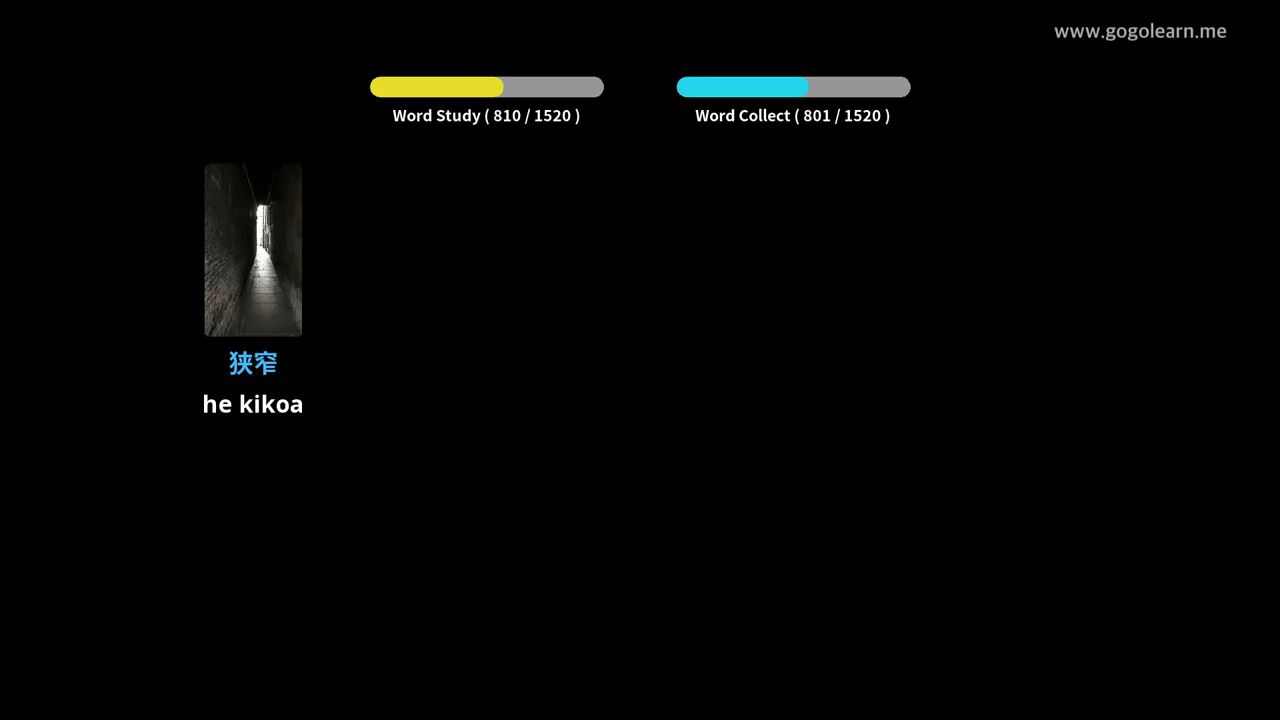 www.gogolearn.me
Word Study ( 810 / 1520 )
Word Collect ( 801 / 1520 )
狭窄
he kikoa